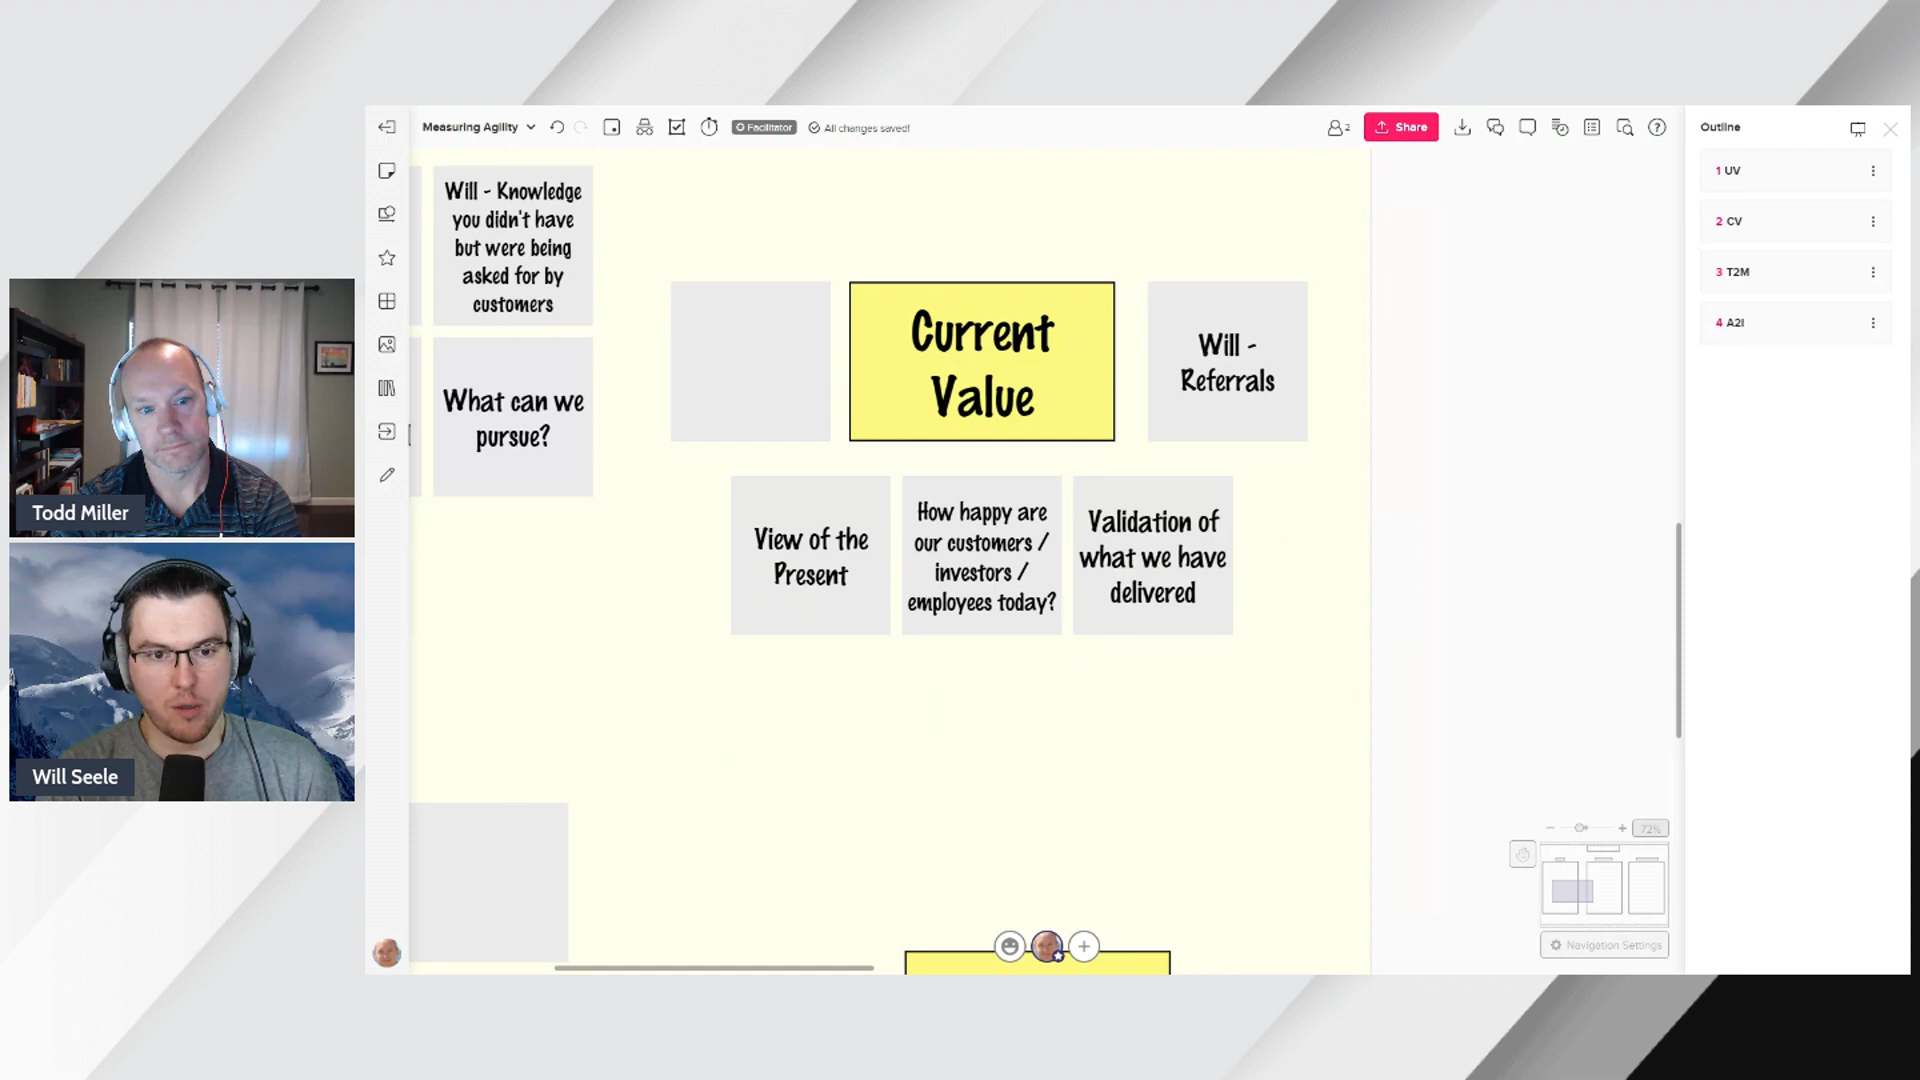 Measuring Agility
Facilitator
All changes saved!
2
Share
Outline
1 UV
2 CV
3 T2M
4 A2I
Will - Knowledge
you didn't have
but were being
asked for by
customers
What can we
pursue?
Current
Value
Will -
Referrals
View of the
Present
How happy are
our customers /
investors /
employees today?
Validation of
what we have
delivered
Todd Miller
Will Seele
72%
Navigation Settings